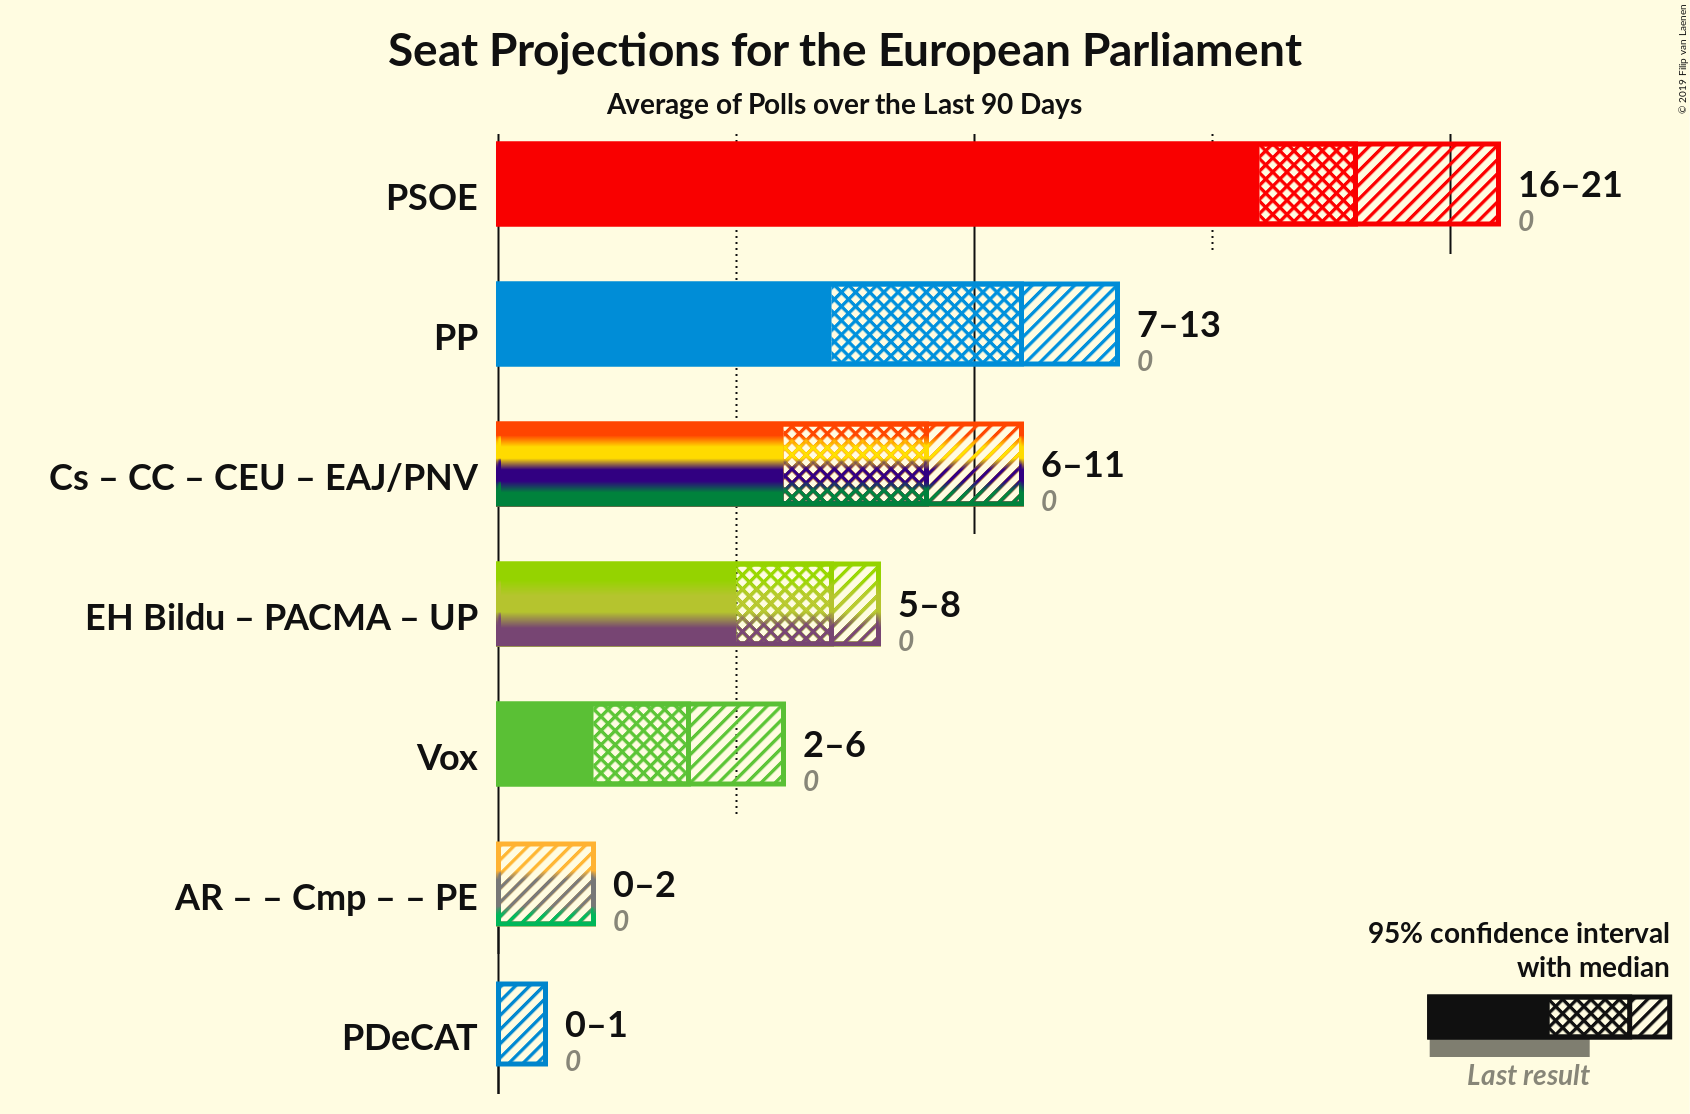 Seat Projections for the European Parliament
Average of Polls over the Last 90 Days
© 2019 Filip van Laenen
PSOE
16–21
0
PP
7–13
0
Cs – CC – CEU – EAJ/PNV
6–11
0
EH Bildu – PACMA – UP
5–8
0
Vox
2–6
0
AR – – Cmp – – PE
0–2
0
PDeCAT
0–1
0
95% confidence interval
with median
Last result